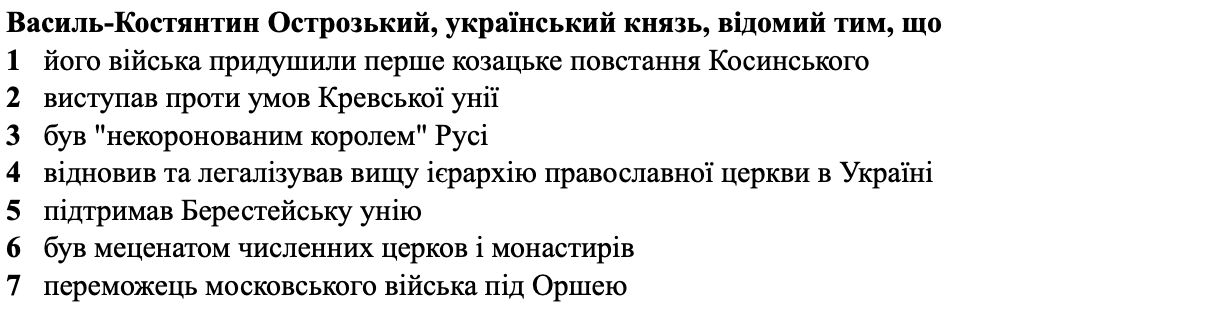 Василь-Костянтин Острозький, український князь, відомий тим, що
1 його війська придушили перше козацьке повстання Косинського
2 виступав проти умов Кревської унії
3 був "некоронованим королем" Русі
4 відновив та легалізував вищу ієрархію православної церкви в Україні
5 підтримав Берестейську унію
6 був меценатом численних церков і монастирів
7 переможець московського війська під Оршею